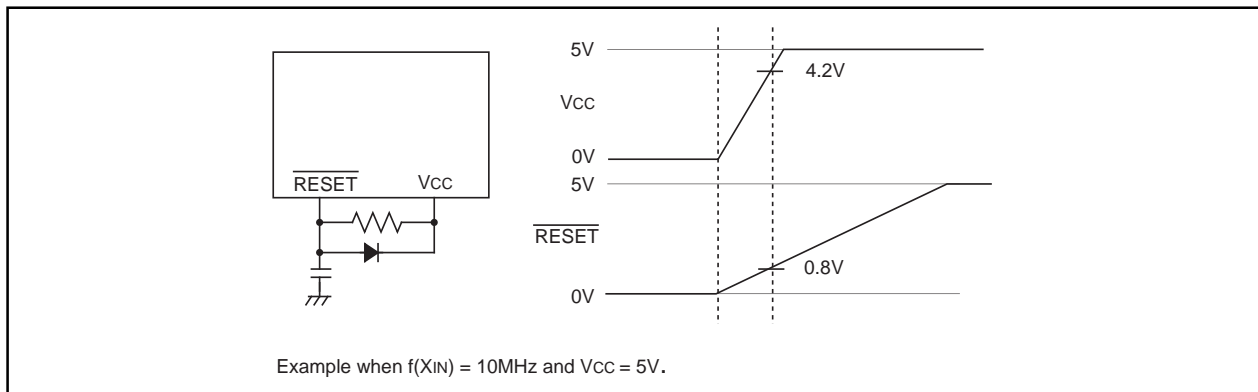 RESET VCC
5V
4.2V
VCC
0V
5V
RESET
0.8V
0V
Example when f(XIN) = 10MHz and VCC = 5V.